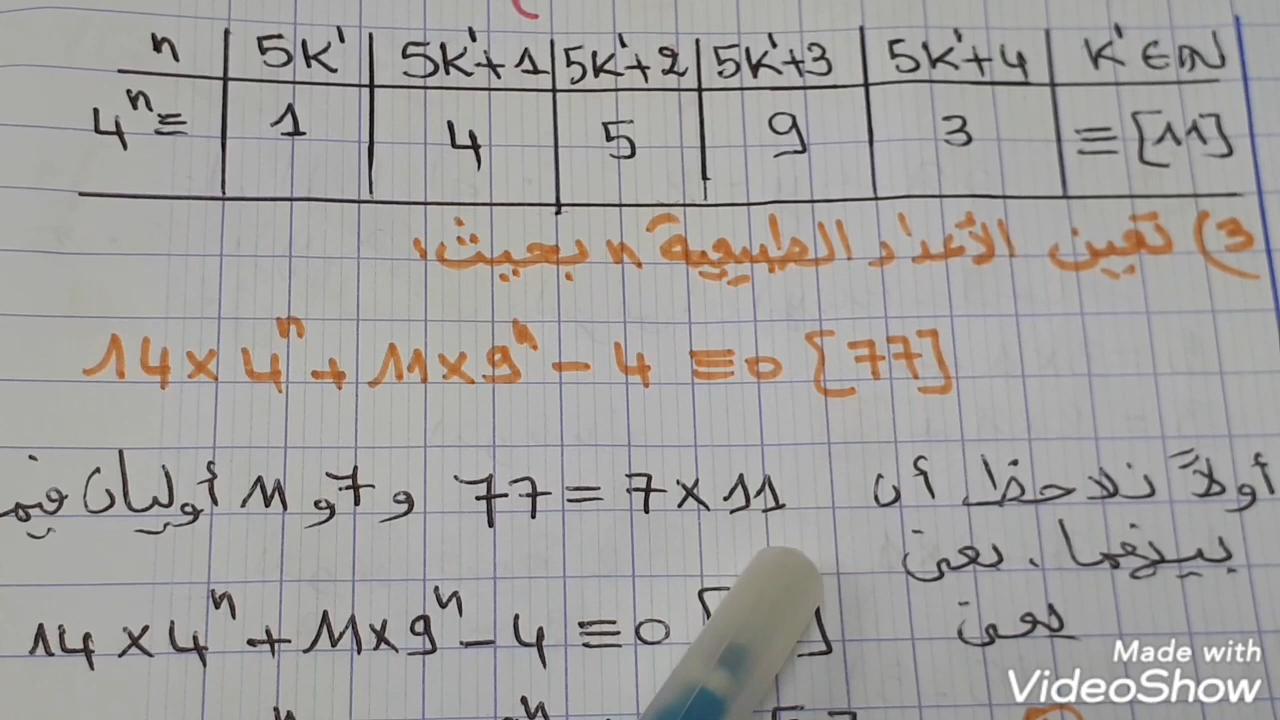 n | 5k' | 5k'+1 | 5k'+2 | 5k'+3 | 5k'+4 | k'∈ℕ
4ⁿ≡ | 1 | 4 | 5 | 9 | 3 | ≡[11]
3) تعين الأعداد الطبيعية n بحيث:
14×4ⁿ + 11×9ⁿ - 4 ≡ 0 [77]
أولاً نلاحظ أن 77 = 7×11 و 7 و 11 أوليان
بينهما. يعني
يعني 14×4ⁿ + 11×9ⁿ - 4 ≡ 0
Made with
VideoShow